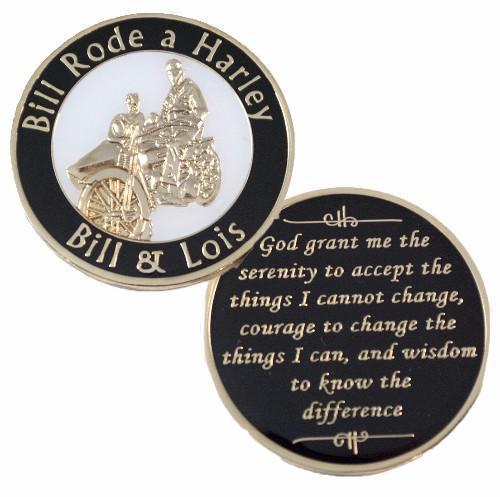 Bill Rode a Harley
Bill & Lois
God grant me the
serenity to accept the
things I cannot change,
courage to change the
things I can, and wisdom
to know the
difference